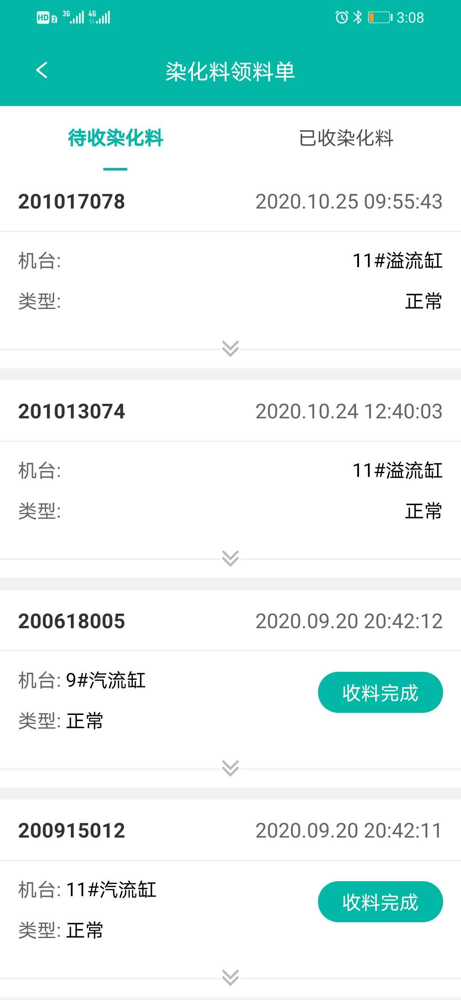 HD 2 3G 4G 3:08
染化料领料单
待收染化料 已收染化料
201017078 2020.10.25 09:55:43
机台: 11#溢流缸
类型: 正常
201013074 2020.10.24 12:40:03
机台: 11#溢流缸
类型: 正常
200618005 2020.09.20 20:42:12
机台: 9#汽流缸
收料完成
类型: 正常
200915012 2020.09.20 20:42:11
机台: 11#汽流缸
收料完成
类型: 正常